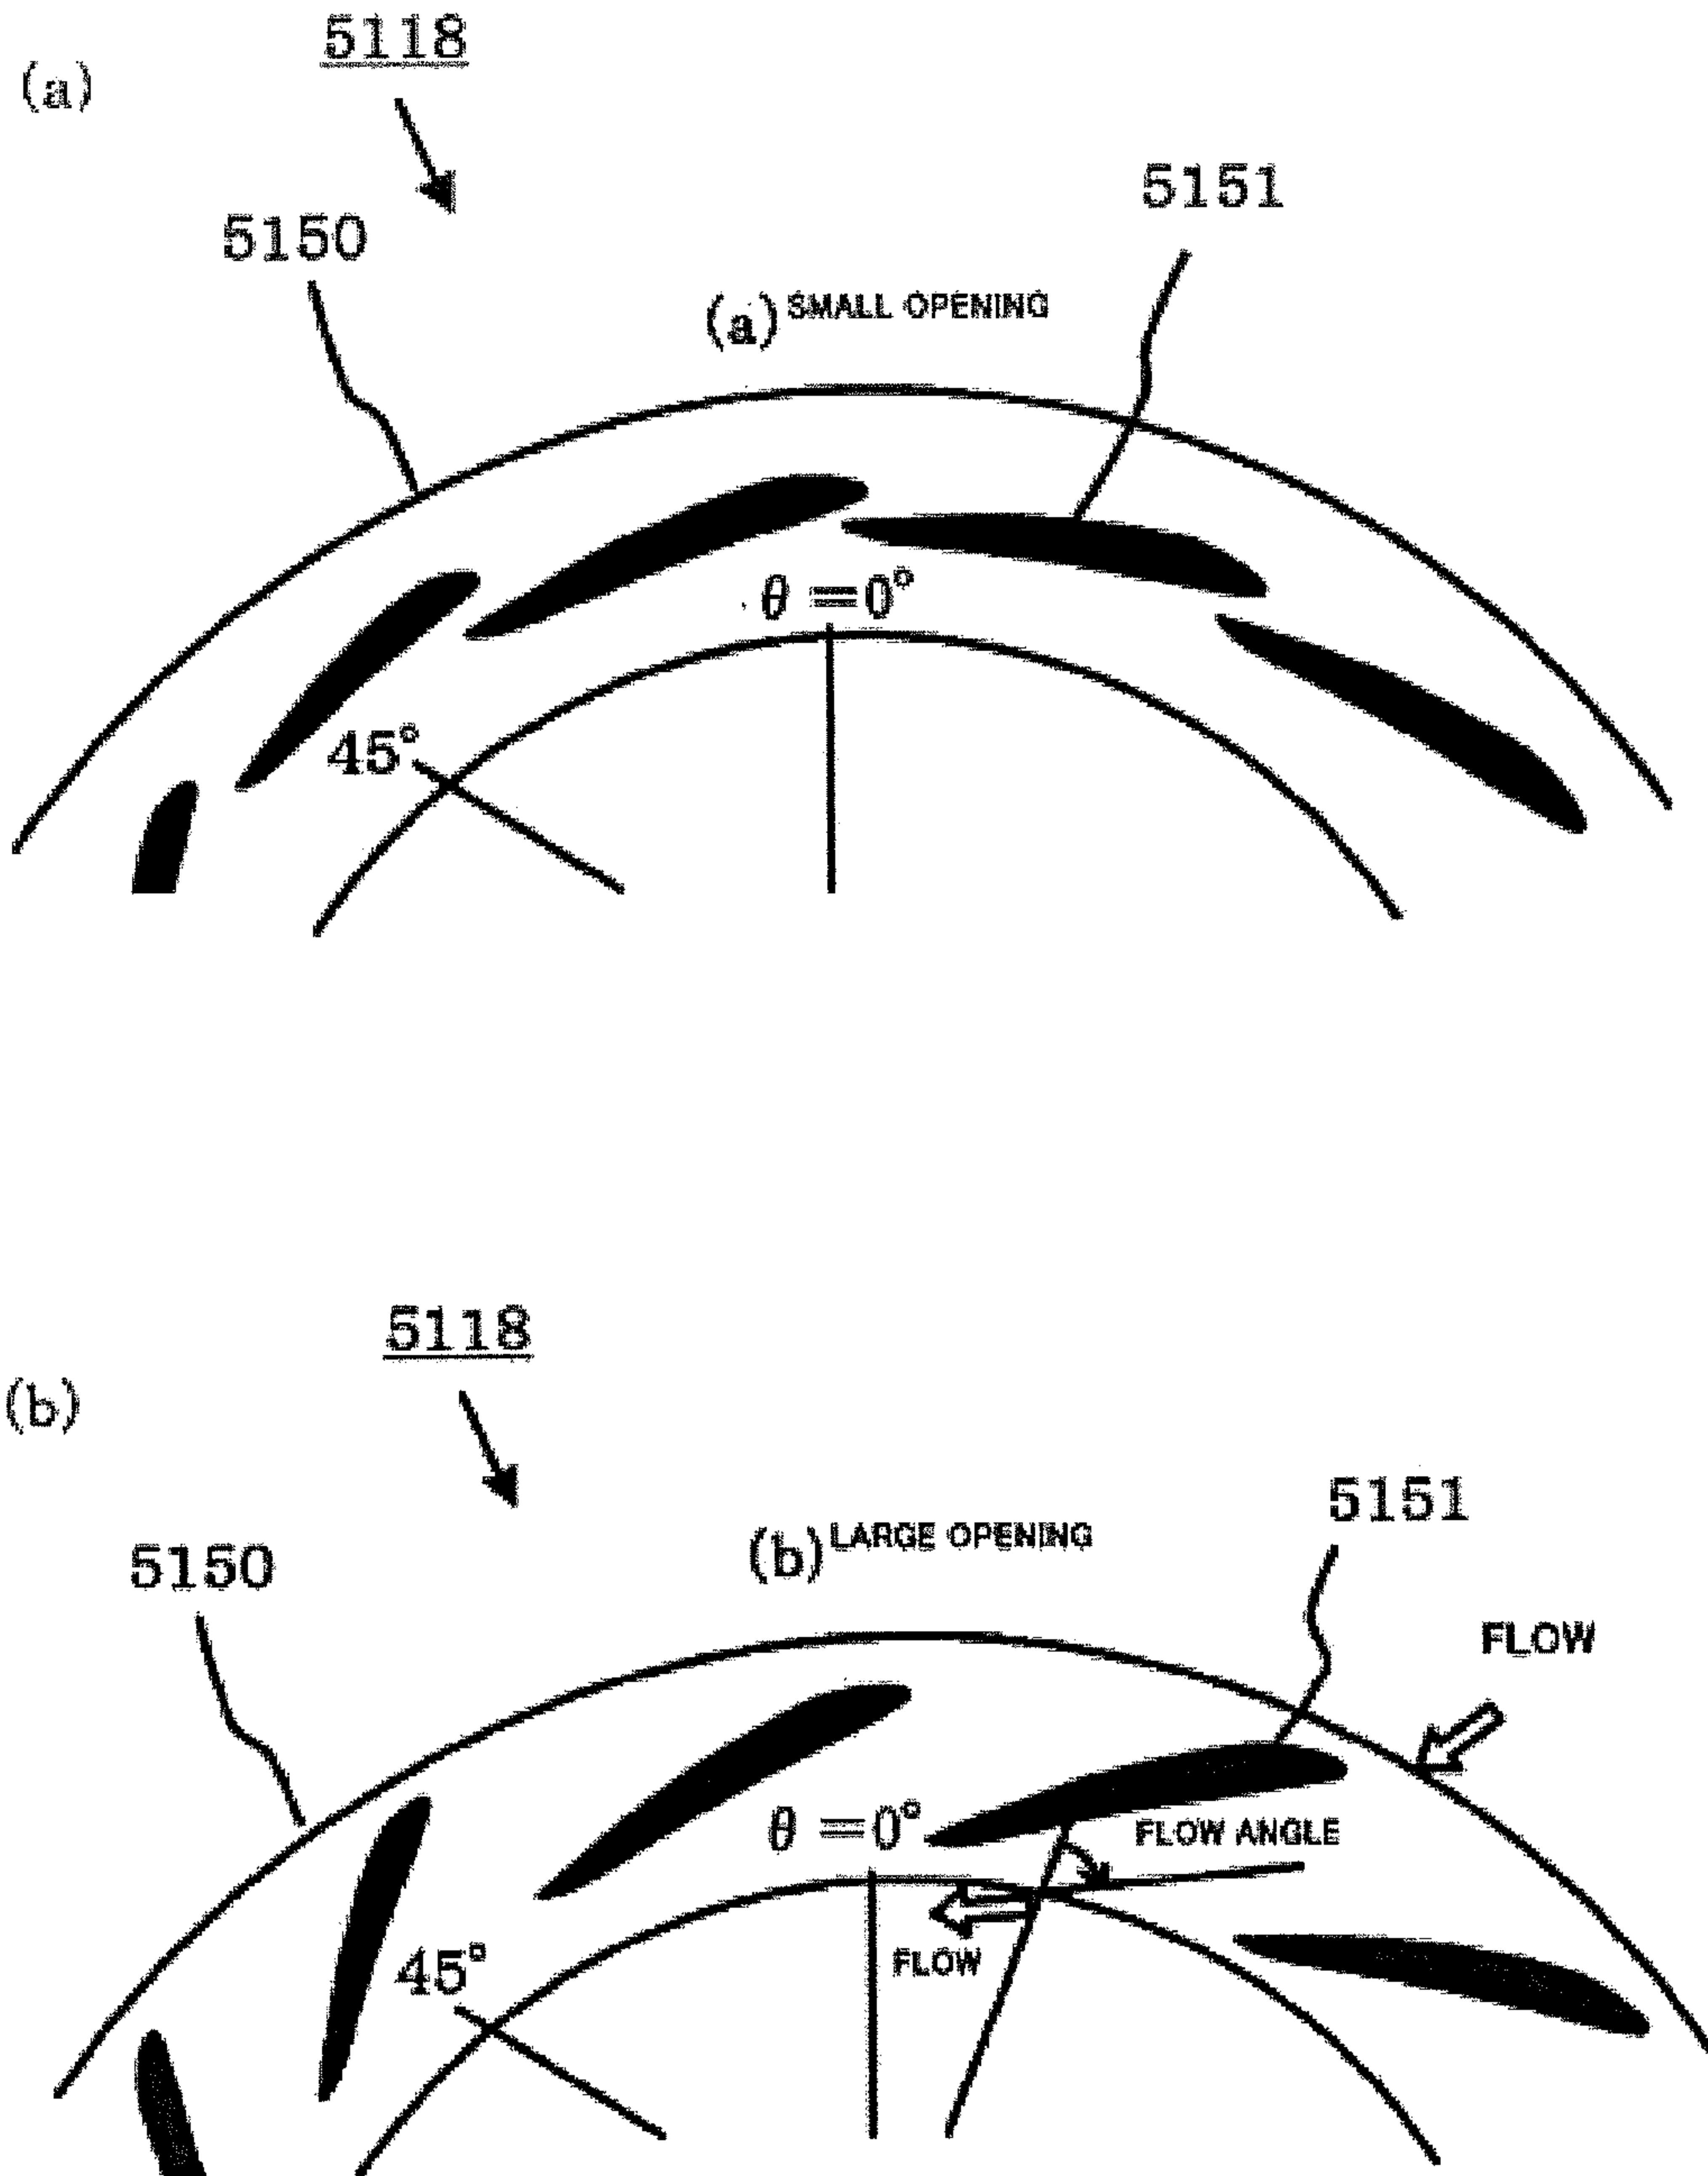 5118
(a)
5151
5150
(a) SMALL OPENING
θ=0°
45°
5118
(b)
5151
(b) LARGE OPENING
5150
FLOW
θ=0°
FLOW ANGLE
45°
FLOW